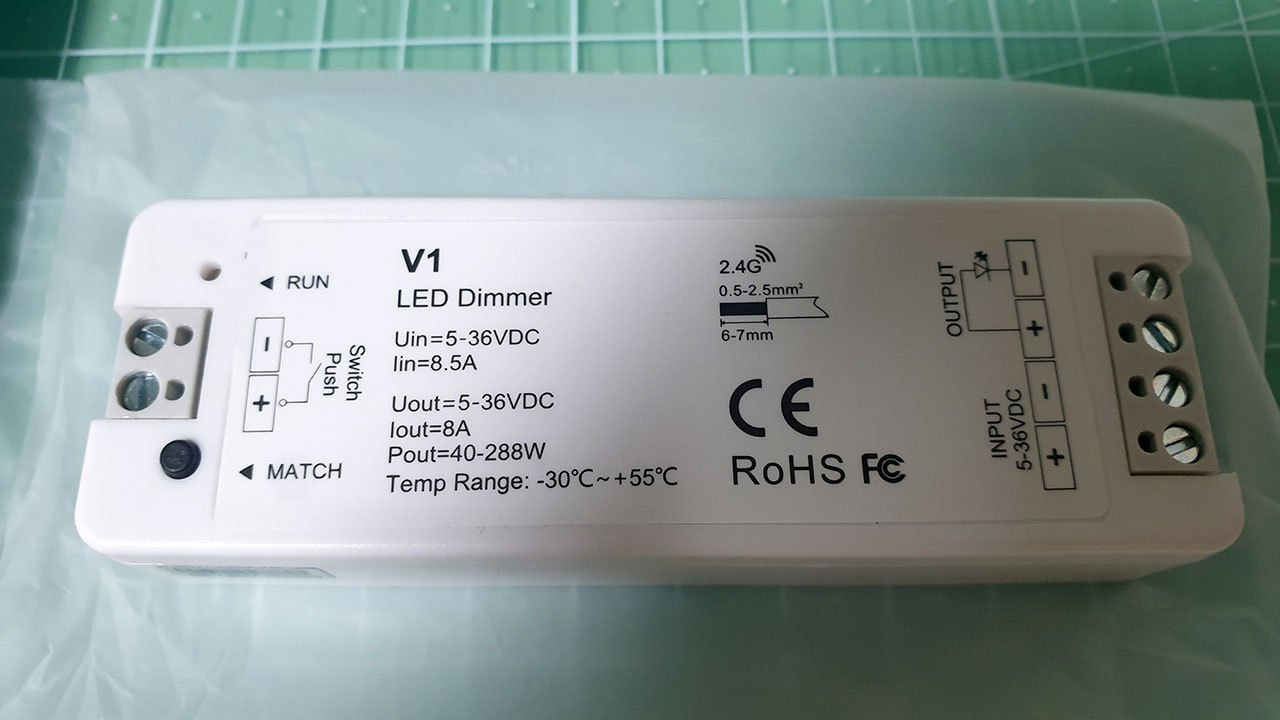 RUN
-
+
Switch
Push
MATCH
V1
LED Dimmer
Uin=5-36VDC
Iin=8.5A
Uout=5-36VDC
Iout=8A
Pout=40-288W
Temp Range: -30℃~+55℃
2.4G
0.5-2.5mm²
6-7mm
CE
RoHS FC
OUTPUT
-
+
INPUT
5-36VDC
-
+